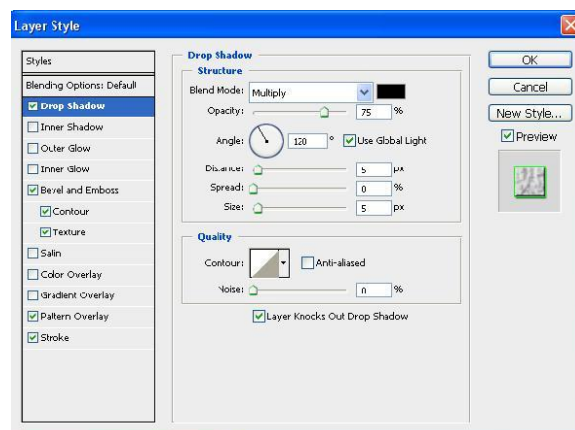 Layer Style
Styles
Blending Options: Default
Drop Shadow
Inner Shadow
Outer Glow
Inner Glow
Bevel and Emboss
Contour
Texture
Satin
Color Overlay
Gradient Overlay
Pattern Overlay
Stroke
Drop Shadow
Structure
Blend Mode: Multiply
Opacity: 75 %
Angle: 120 ° Use Global Light
Distance: 5 px
Spread: 0 %
Size: 5 px
Quality
Contour: Anti-aliased
Noise: 0 %
Layer Knocks Out Drop Shadow
OK
Cancel
New Style...
Preview